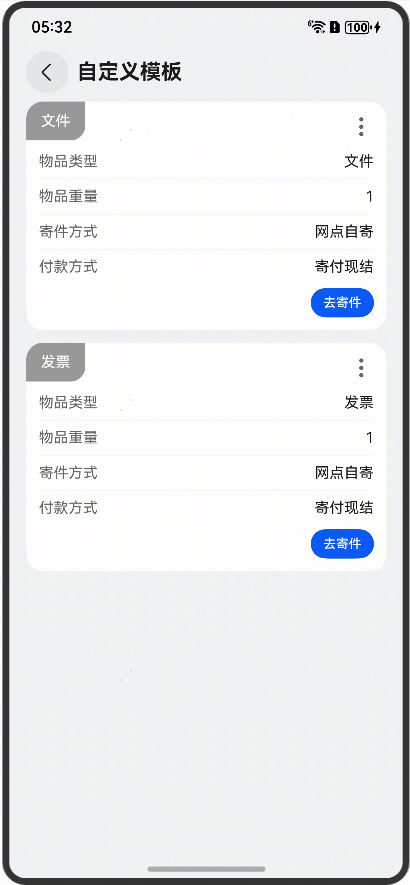 05:32
100
自定义模板
文件
物品类型 文件
物品重量 1
寄件方式 网点自寄
付款方式 寄付现结
去寄件
发票
物品类型 发票
物品重量 1
寄件方式 网点自寄
付款方式 寄付现结
去寄件